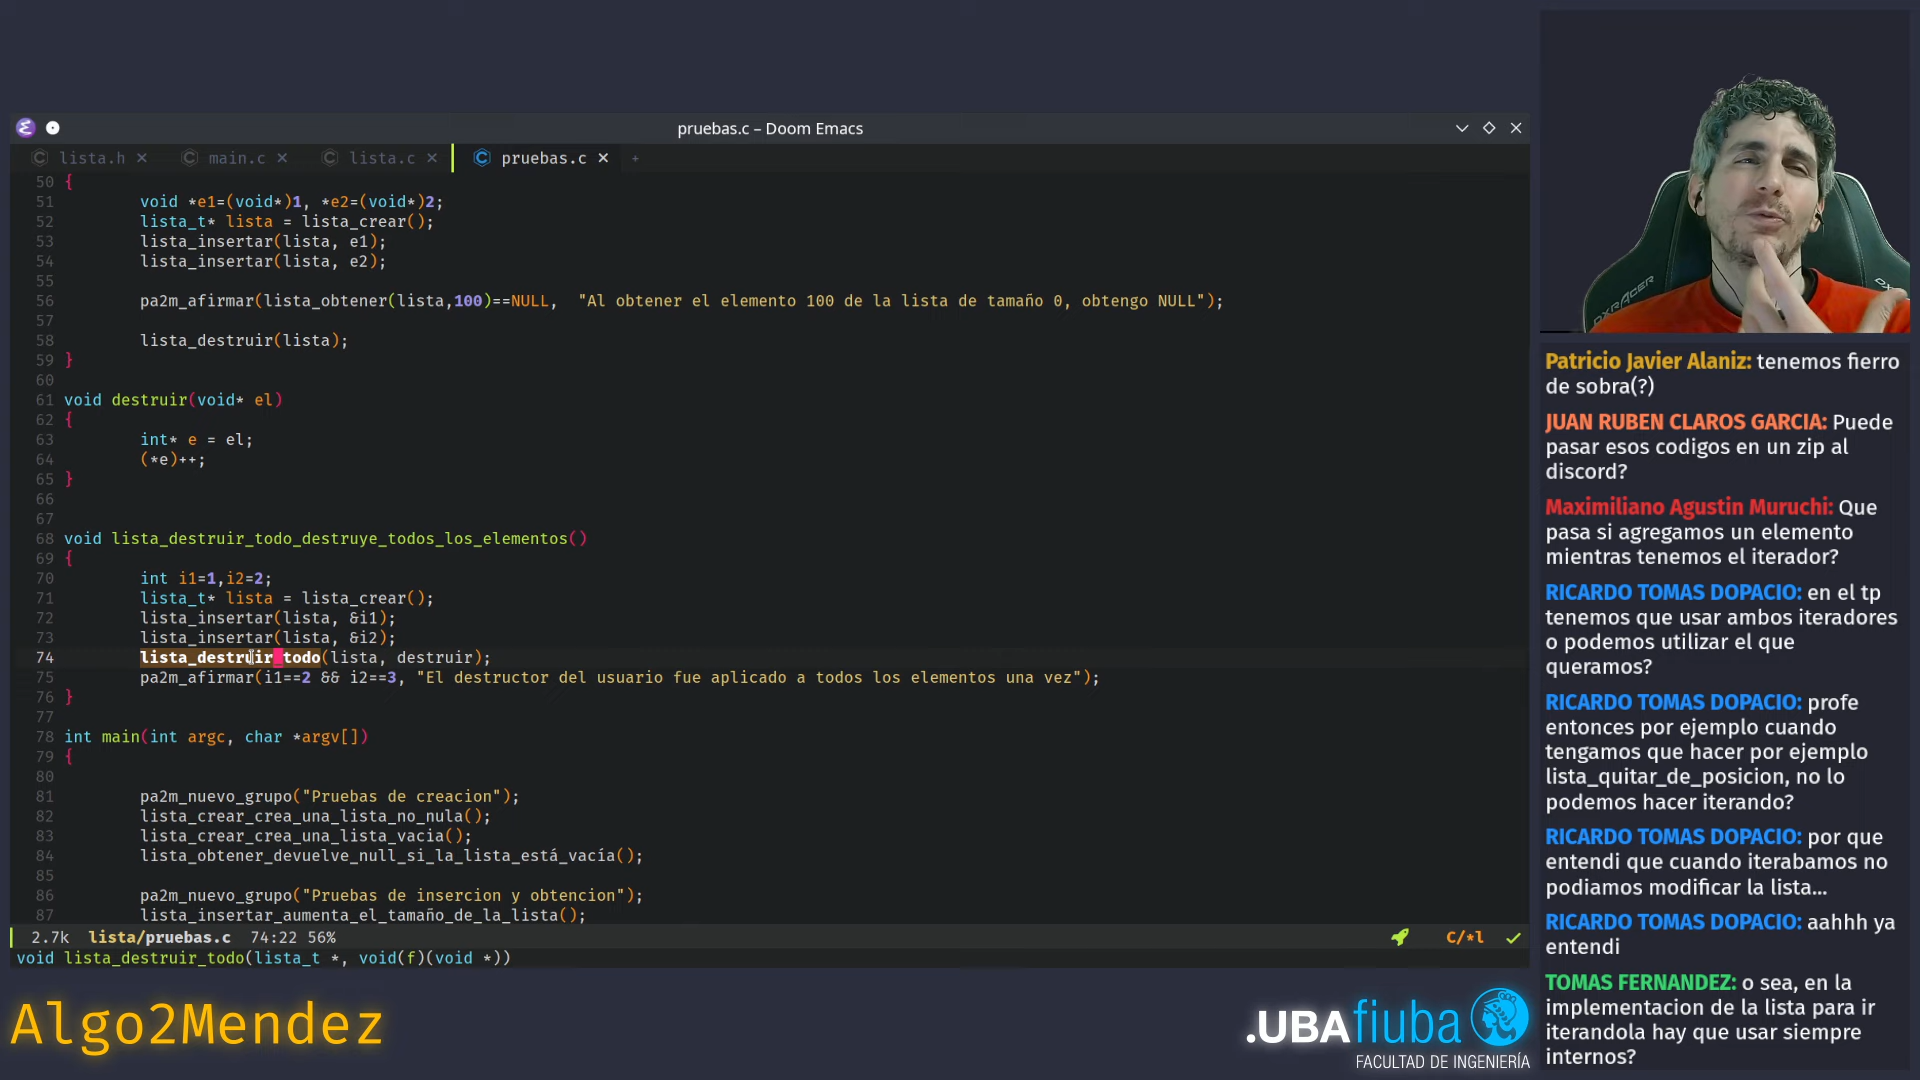 pruebas.c – Doom Emacs
lista.h main.c lista.c pruebas.c +
50 {
51 void *e1=(void*)1, *e2=(void*)2;
52 lista_t* lista = lista_crear();
53 lista_insertar(lista, e1);
54 lista_insertar(lista, e2);
55
56 pa2m_afirmar(lista_obtener(lista,100)==NULL, "Al obtener el elemento 100 de la lista de tamaño 0, obtengo NULL");
57
58 lista_destruir(lista);
59 }
60
61 void destruir(void* el)
62 {
63 int* e = el;
64 (*e)++;
65 }
66
67
68 void lista_destruir_todo_destruye_todos_los_elementos()
69 {
70 int i1=1,i2=2;
71 lista_t* lista = lista_crear();
72 lista_insertar(lista, &i1);
73 lista_insertar(lista, &i2);
74 lista_destruir_todo(lista, destruir);
75 pa2m_afirmar(i1==2 && i2==3, "El destructor del usuario fue aplicado a todos los elementos una vez");
76 }
77
78 int main(int argc, char *argv[])
79 {
80
81 pa2m_nuevo_grupo("Pruebas de creacion");
82 lista_crear_crea_una_lista_no_nula();
83 lista_crear_crea_una_lista_vacia();
84 lista_obtener_devuelve_null_si_la_lista_está_vacía();
85
86 pa2m_nuevo_grupo("Pruebas de insercion y obtencion");
87 lista_insertar_aumenta_el_tamaño_de_la_lista();
2.7k lista/pruebas.c 74:22 56% C/*l
void lista_destruir_todo(lista_t *, void(f)(void *))
DXRACER
Patricio Javier Alaniz: tenemos fierro
de sobra(?)
JUAN RUBEN CLAROS GARCIA: Puede
pasar esos codigos en un zip al
discord?
Maximiliano Agustin Muruchi: Que
pasa si agregamos un elemento
mientras tenemos el iterador?
RICARDO TOMAS DOPACIO: en el tp
tenemos que usar ambos iteradores
o podemos utilizar el que
queramos?
RICARDO TOMAS DOPACIO: profe
entonces por ejemplo cuando
tengamos que hacer por ejemplo
lista_quitar_de_posicion, no lo
podemos hacer iterando?
RICARDO TOMAS DOPACIO: por que
entendi que cuando iterabamos no
podiamos modificar la lista...
RICARDO TOMAS DOPACIO: aahhh ya
entendi
TOMAS FERNANDEZ: o sea, en la
implementacion de la lista para ir
iterandola hay que usar siempre
internos?
Algo2Mendez
.UBAfiuba
FACULTAD DE INGENIERÍA